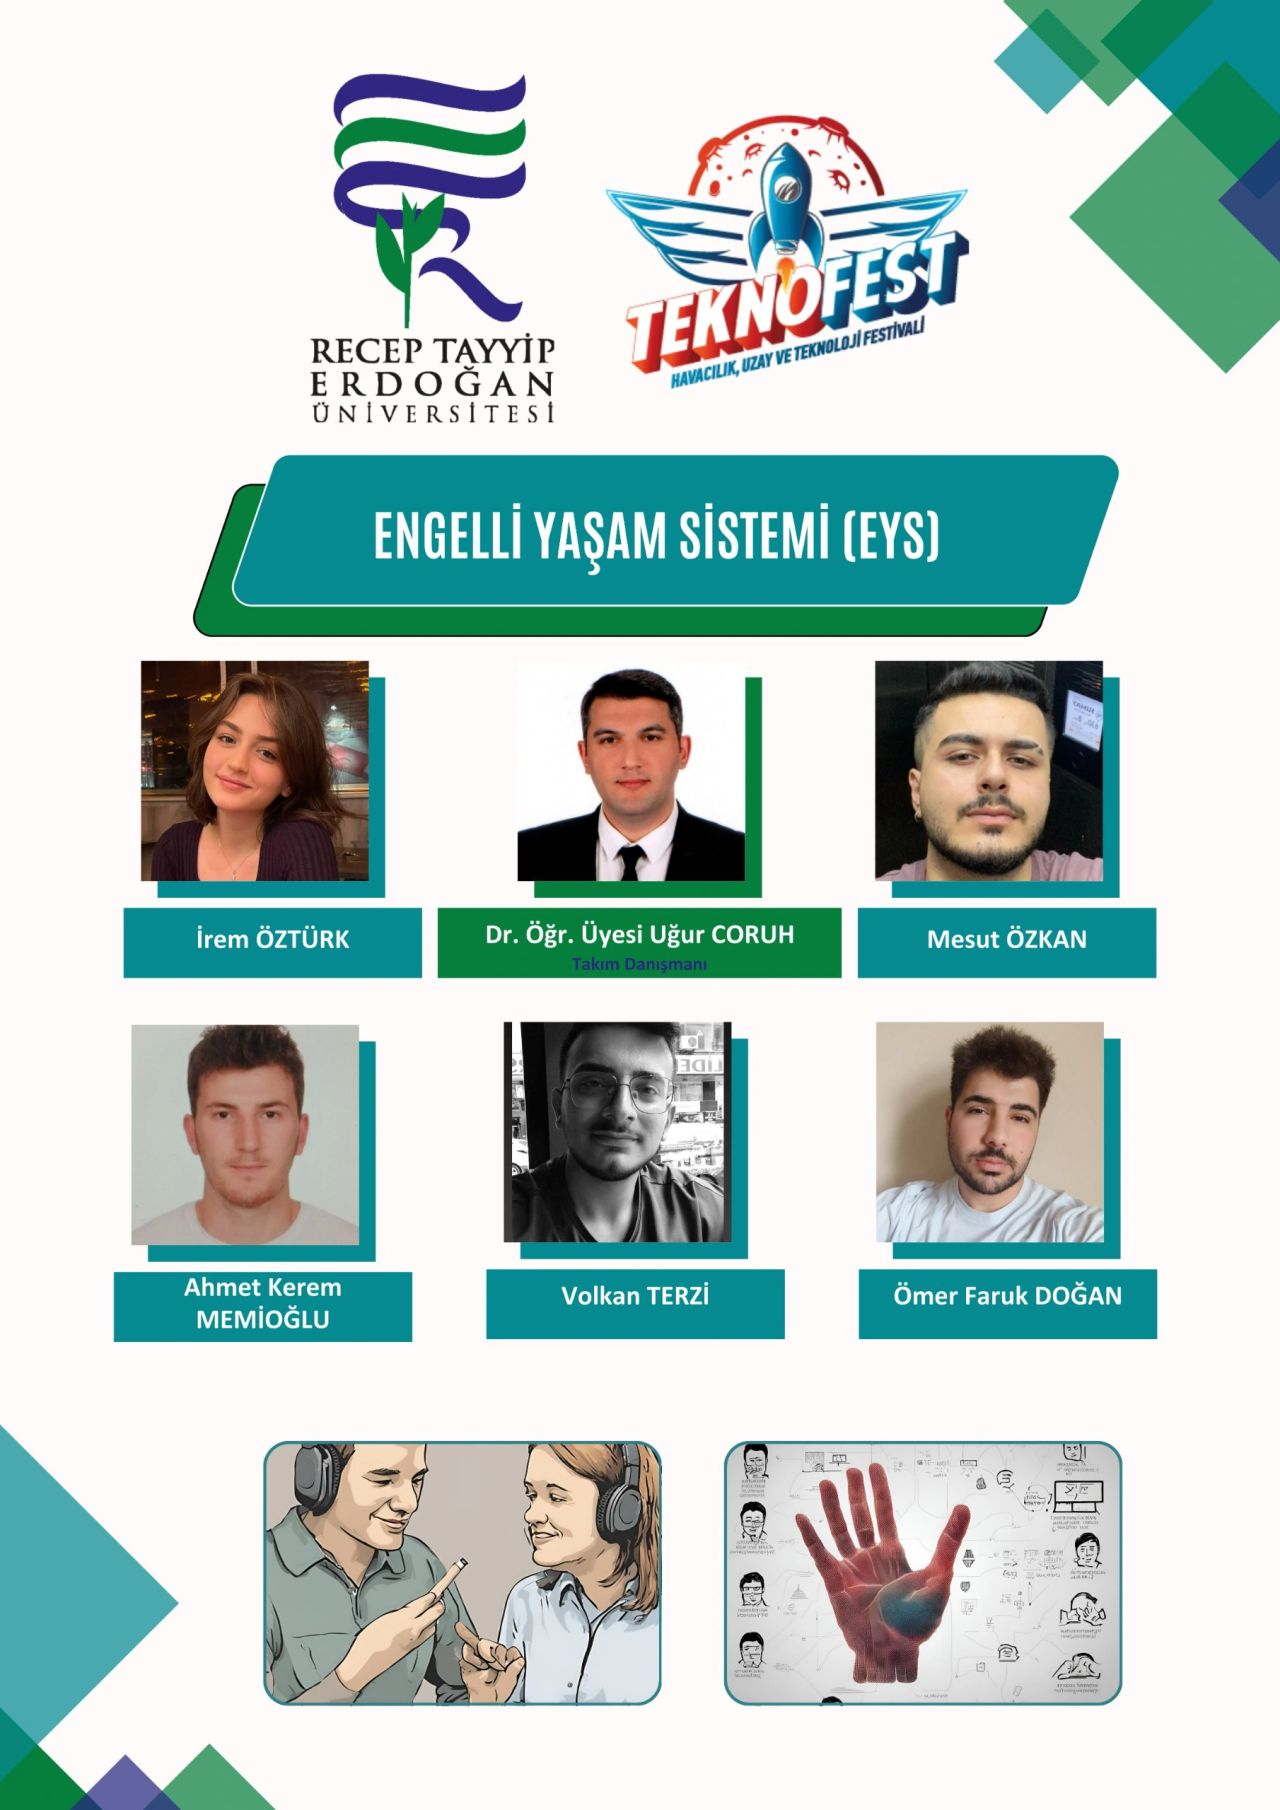 RECEP TAYYİP
ERDOĞAN
ÜNİVERSİTESİ
TEKNOFEST
HAVACILIK, UZAY VE TEKNOLOJİ FESTİVALİ
ENGELLİ YAŞAM SİSTEMİ (EYS)
İrem ÖZTÜRK
Dr. Öğr. Üyesi Uğur CORUH
Takım Danışmanı
Mesut ÖZKAN
Ahmet Kerem
MEMİOĞLU
Volkan TERZİ
Ömer Faruk DOĞAN